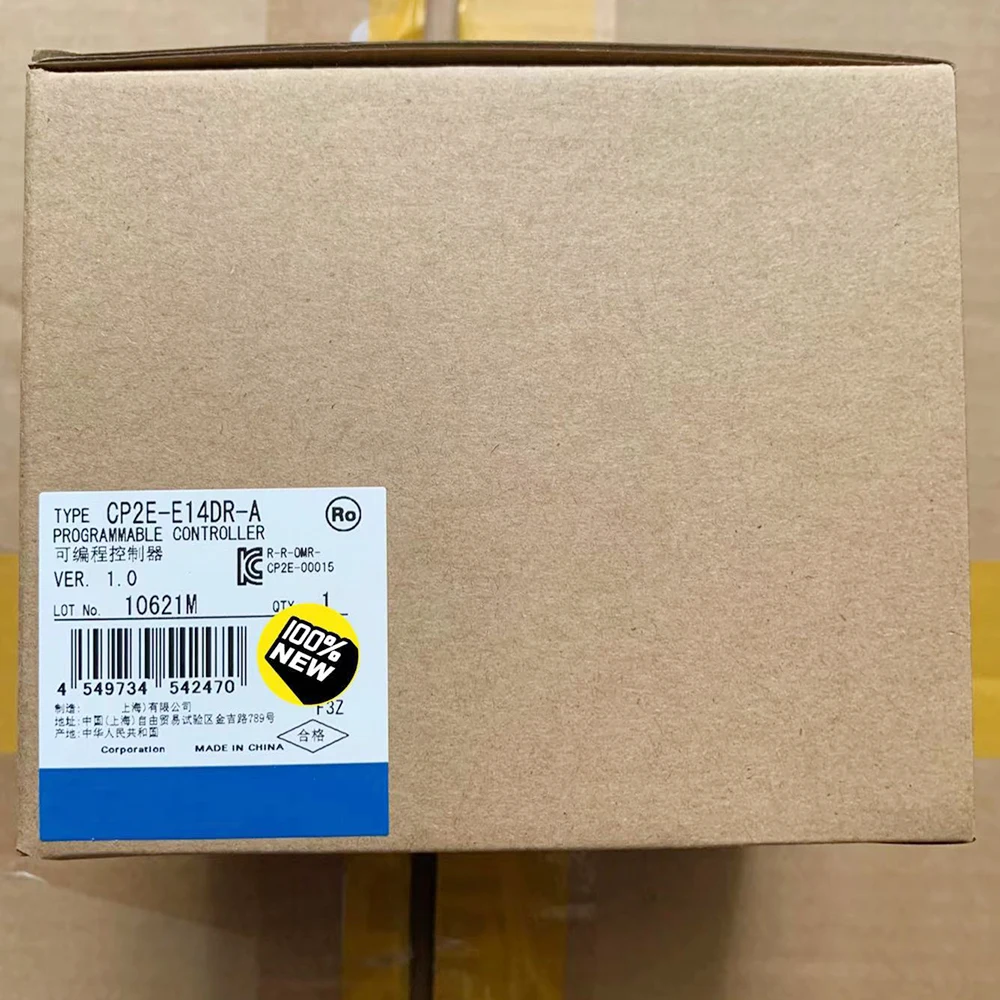 TYPE CP2E-E14DR-A
Ro
PROGRAMMABLE CONTROLLER
可编程控制器
R-R-OMR-
CP2E-00015
VER. 1.0
LOT No. 10621M
QTY 1
100%
NEW
4 549734 542470
F3Z
制造: 上海)有限公司
地址:中国(上海)自由贸易试验区金吉路789号
产地:中华人民共和国
合格
Corporation MADE IN CHINA